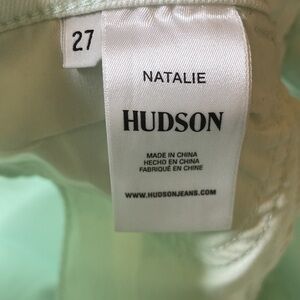 27
NATALIE
HUDSON
MADE IN CHINA
HECHO EN CHINA
FABRIQUÉ EN CHINE
WWW.HUDSONJEANS.COM